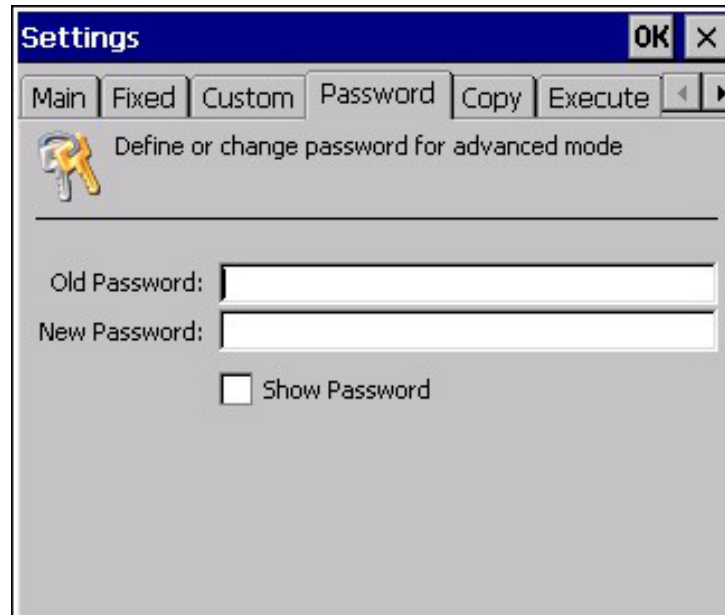 Settings OK
Main Fixed Custom Password Copy Execute
Define or change password for advanced mode
Old Password:
New Password:
Show Password